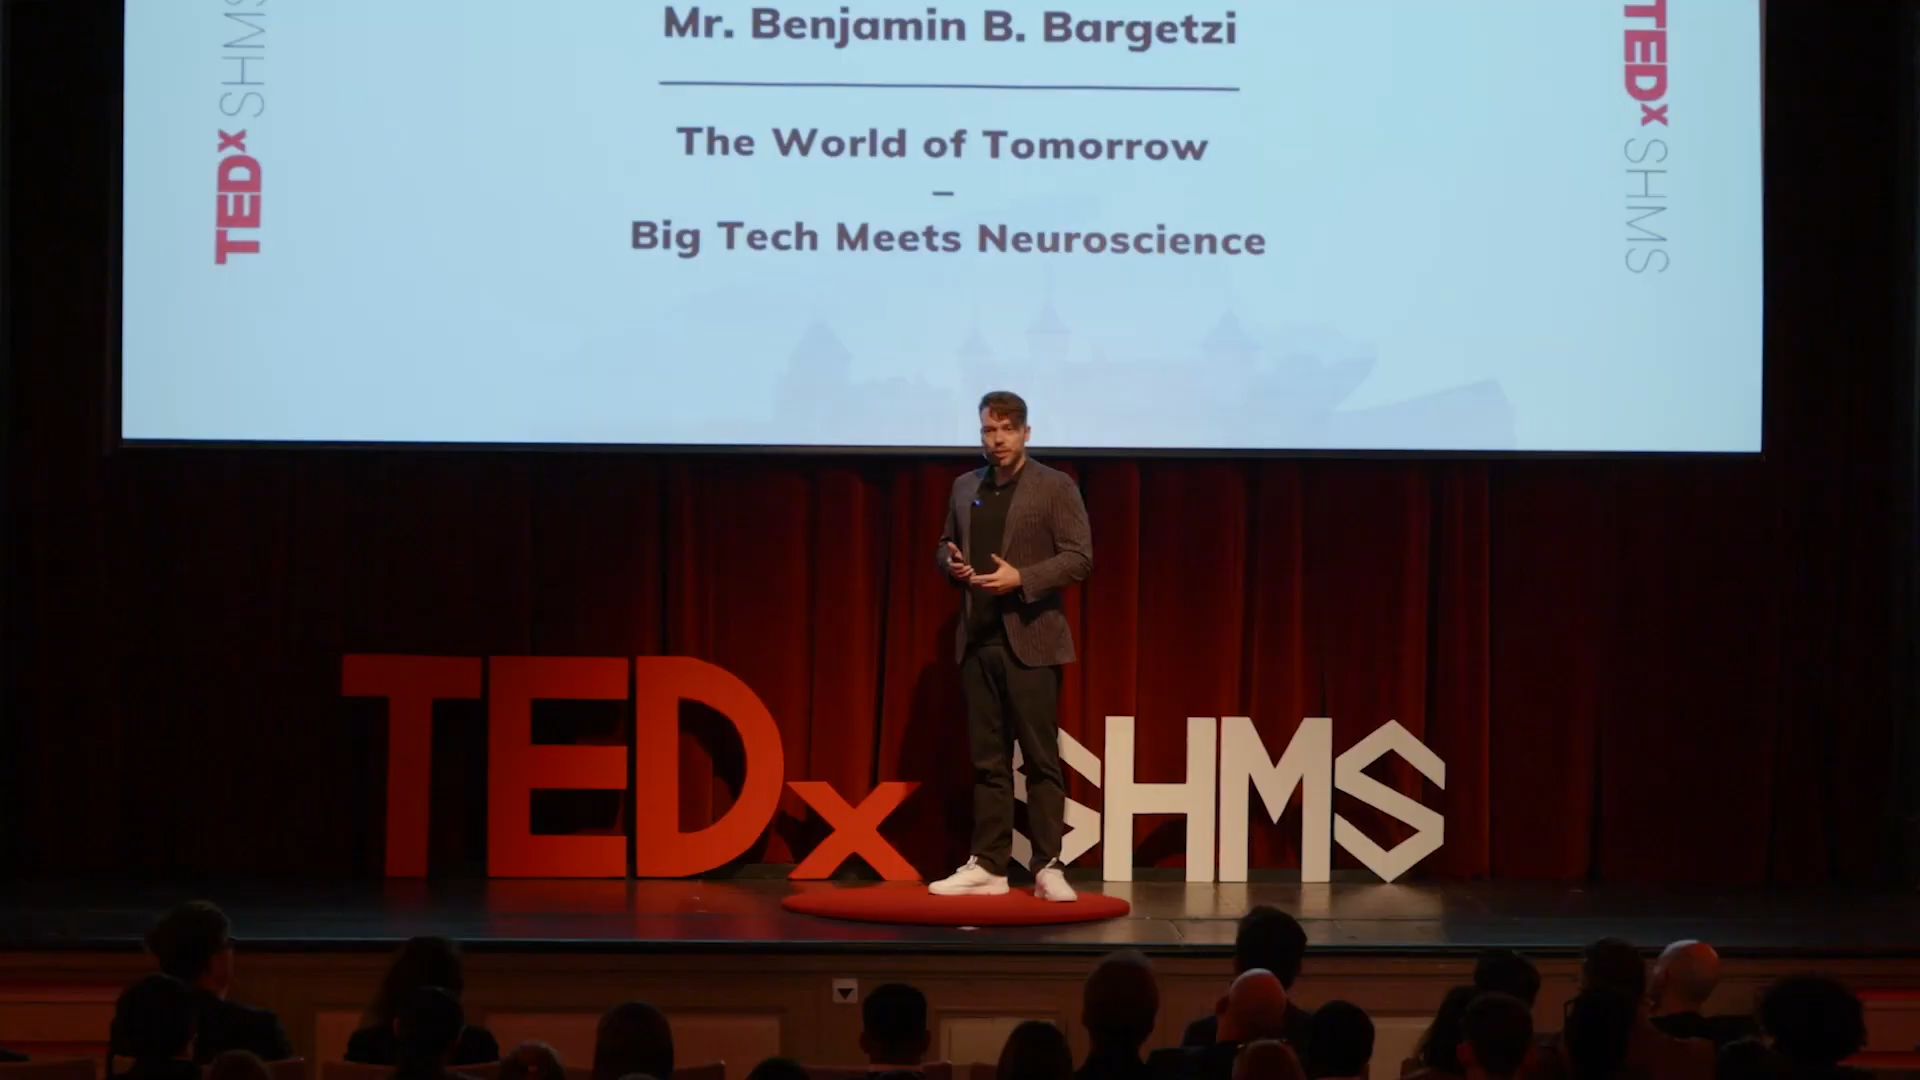 Mr. Benjamin B. Bargetzi
The World of Tomorrow
–
Big Tech Meets Neuroscience
TEDx SHMS
TEDx SHMS
TEDx SHMS